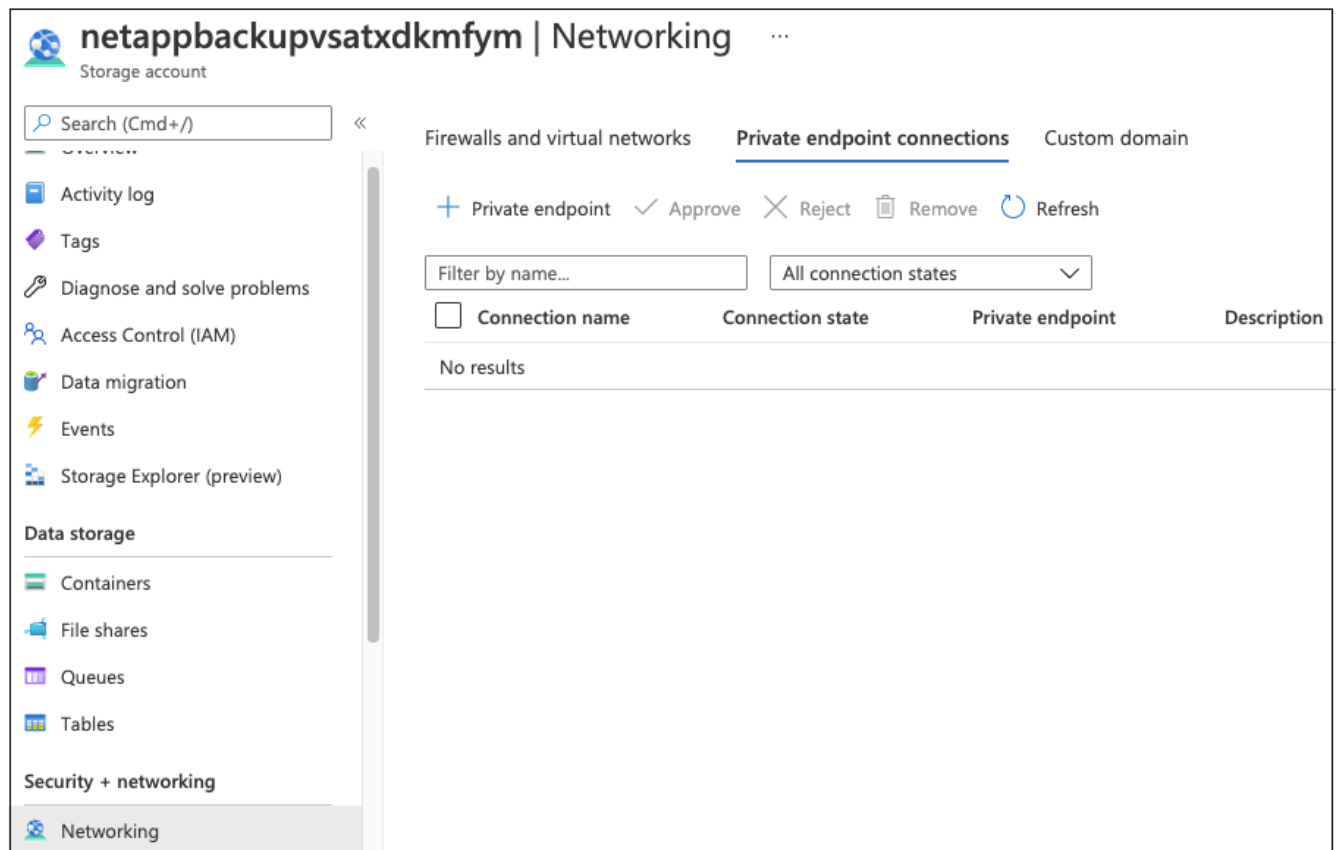 netappbackupvsatxdkmfym | Networking ...
Storage account
Search (Cmd+/) «
Overview
Activity log
Tags
Diagnose and solve problems
Access Control (IAM)
Data migration
Events
Storage Explorer (preview)
Data storage
Containers
File shares
Queues
Tables
Security + networking
Networking
Firewalls and virtual networks Private endpoint connections Custom domain
Private endpoint Approve Reject Remove Refresh
Filter by name... All connection states
Connection name Connection state Private endpoint Description
No results